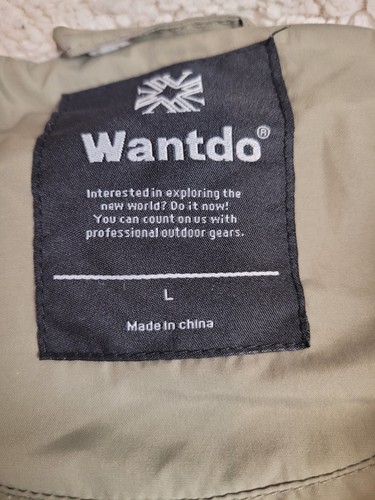 Wantdo®
Interested in exploring the
new world? Do it now!
You can count on us with
professional outdoor gears.
L
Made in china